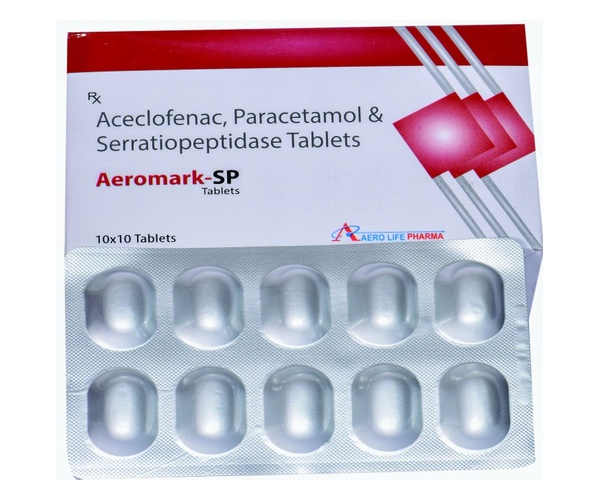 Rx
Aceclofenac, Paracetamol &
Serratiopeptidase Tablets
Aeromark-SP
Tablets
10x10 Tablets
AERO LIFE PHARMA